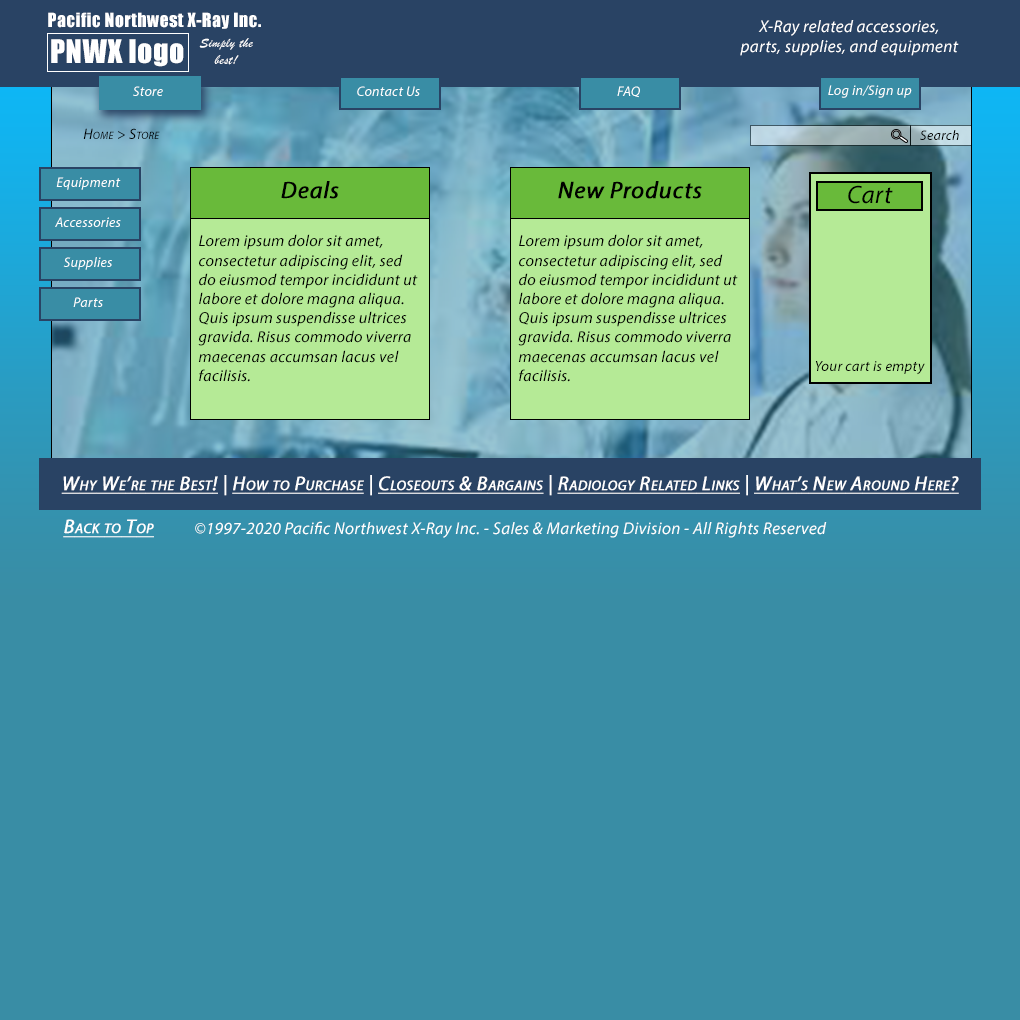 Pacific Northwest X-Ray Inc.
PNWX logo
Simply the
best!
X-Ray related accessories,
parts, supplies, and equipment
Store
Contact Us
FAQ
Log in/Sign up
Home > Store
Search
Equipment
Accessories
Supplies
Parts
Deals
Lorem ipsum dolor sit amet,
consectetur adipiscing elit, sed
do eiusmod tempor incididunt ut
labore et dolore magna aliqua.
Quis ipsum suspendisse ultrices
gravida. Risus commodo viverra
maecenas accumsan lacus vel
facilisis.
New Products
Lorem ipsum dolor sit amet,
consectetur adipiscing elit, sed
do eiusmod tempor incididunt ut
labore et dolore magna aliqua.
Quis ipsum suspendisse ultrices
gravida. Risus commodo viverra
maecenas accumsan lacus vel
facilisis.
Cart
Your cart is empty
Why We're the Best! | How to Purchase | Closeouts & Bargains | Radiology Related Links | What's New Around Here?
Back to Top ©1997-2020 Pacific Northwest X-Ray Inc. - Sales & Marketing Division - All Rights Reserved